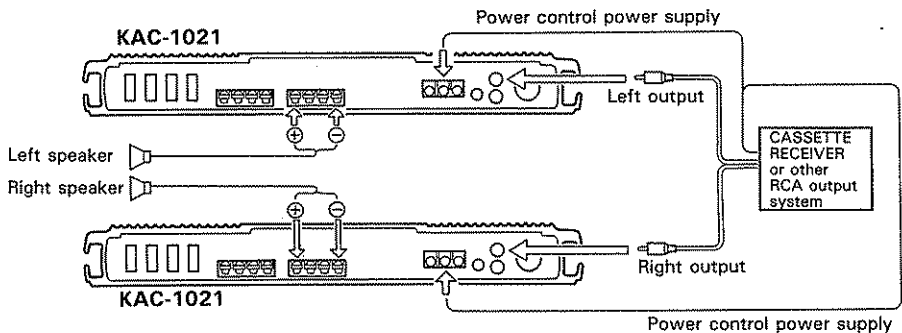 Power control power supply
KAC-1021
Left output
CASSETTE
RECEIVER
or other
RCA output
system
Left speaker
Right speaker
Right output
KAC-1021
Power control power supply